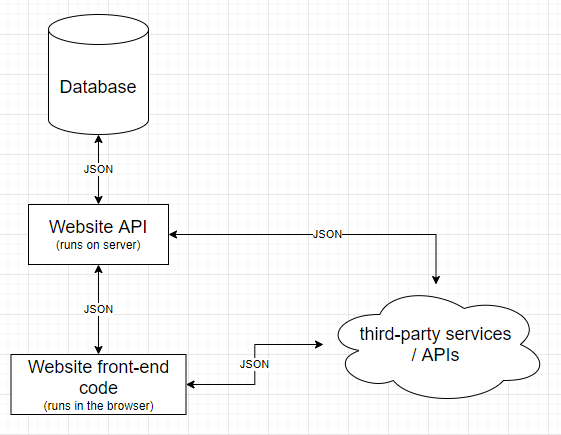 Database
JSON
Website API
(runs on server)
JSON
JSON
third-party services
/ APIs
Website front-end
code
(runs in the browser)
JSON